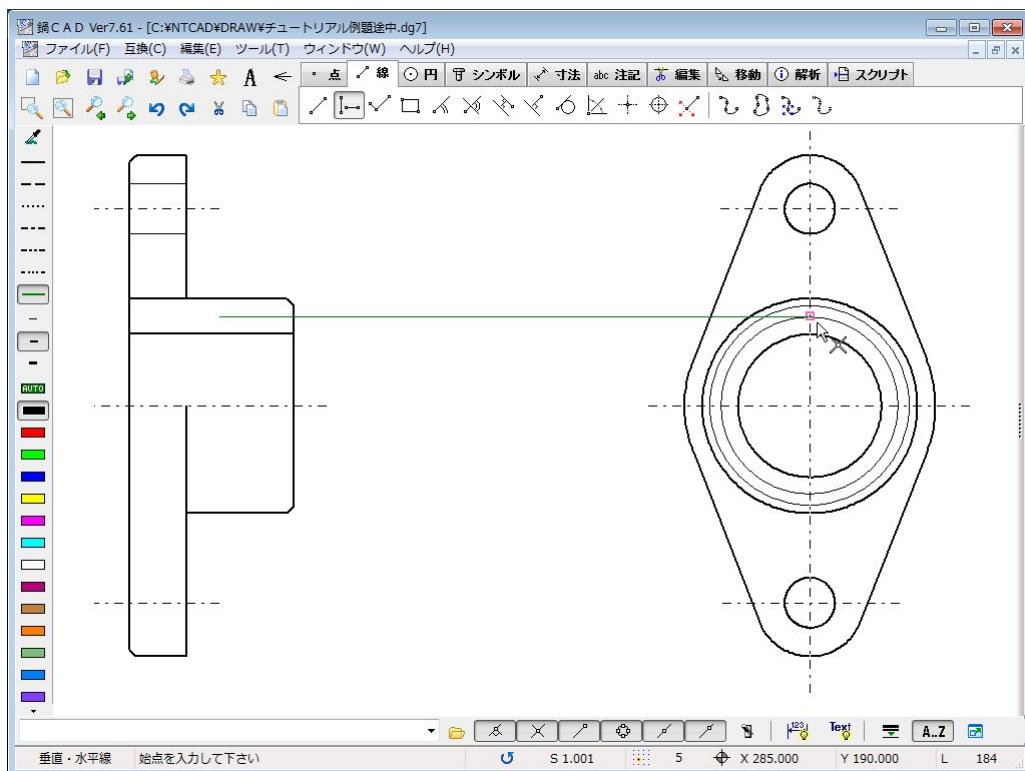 鍋ＣＡＤ Ver7.61 - [C:¥NTCAD¥DRAW¥チュートリアル例題途中.dg7]
ファイル(F) 互換(C) 編集(E) ツール(T) ウィンドウ(W) ヘルプ(H)
A 点 線 円 シンボル 寸法 abc 注記 編集 移動 解析 スクリプト
AUTO
123 Text A..Z
垂直・水平線 始点を入力して下さい S 1.001 5 X 285.000 Y 190.000 L 184